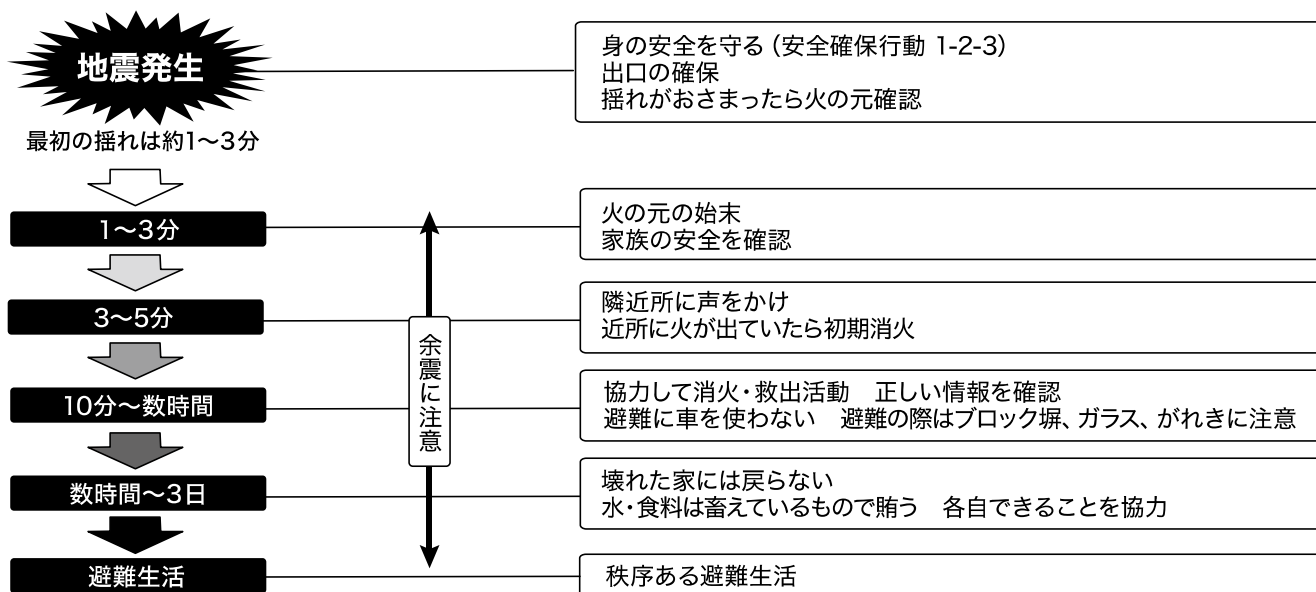 地震発生
身の安全を守る（安全確保行動 1-2-3）
出口の確保
揺れがおさまったら火の元確認
最初の揺れは約1〜3分
1〜3分
火の元の始末
家族の安全を確認
3〜5分
隣近所に声をかけ
近所に火が出ていたら初期消火
余震に注意
10分〜数時間
協力して消火・救出活動　正しい情報を確認
避難に車を使わない　避難の際はブロック塀、ガラス、がれきに注意
数時間〜3日
壊れた家には戻らない
水・食料は畜えているもので賄う　各自できることを協力
避難生活
秩序ある避難生活